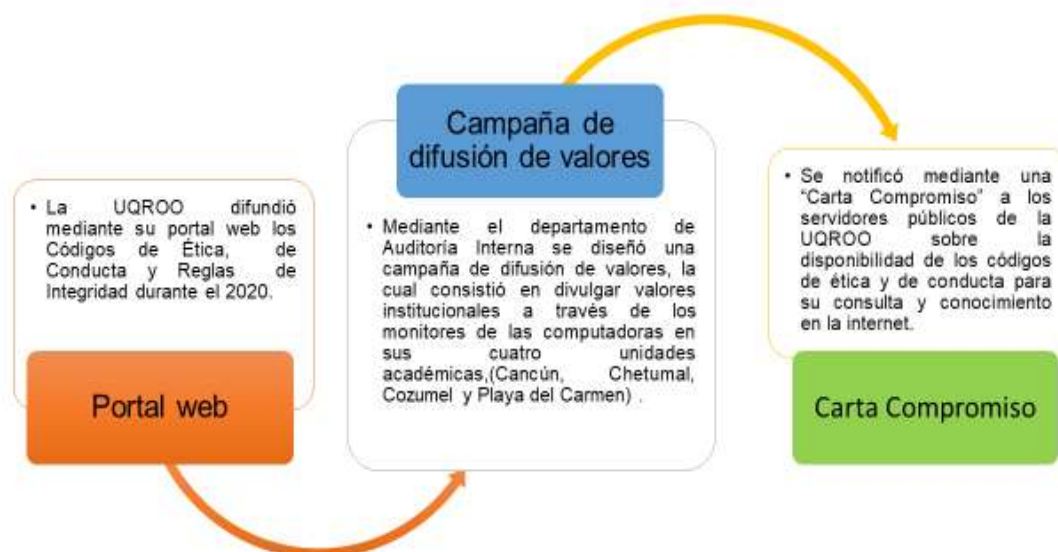 • La UQROO difundió
mediante su portal web los
Códigos de Ética, de
Conducta y Reglas de
Integridad durante el 2020.
Portal web
Campaña de
difusión de valores
• Mediante el departamento de
Auditoría Interna se diseñó una
campaña de difusión de valores, la
cual consistió en divulgar valores
institucionales a través de los
monitores de las computadoras en
sus cuatro unidades
académicas,(Cancún, Chetumal,
Cozumel y Playa del Carmen) .
• Se notificó mediante una
"Carta Compromiso" a los
servidores públicos de la
UQROO sobre la
disponibilidad de los códigos
de ética y de conducta para
su consulta y conocimiento
en la internet.
Carta Compromiso